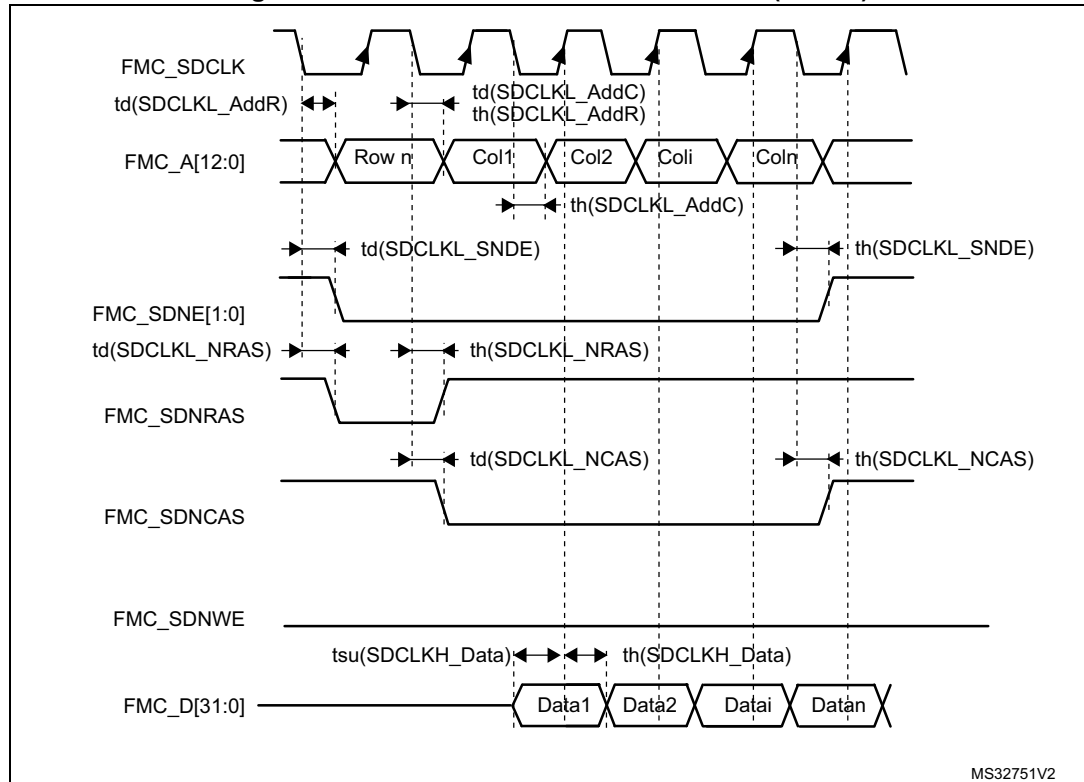 FMC_SDCLK
td(SDCLKL_AddR)
td(SDCLKL_AddC)
th(SDCLKL_AddR)
FMC_A[12:0]
Row n
Col1
Col2
Coli
Coln
th(SDCLKL_AddC)
td(SDCLKL_SNDE)
th(SDCLKL_SNDE)
FMC_SDNE[1:0]
td(SDCLKL_NRAS)
th(SDCLKL_NRAS)
FMC_SDNRAS
td(SDCLKL_NCAS)
th(SDCLKL_NCAS)
FMC_SDNCAS
FMC_SDNWE
tsu(SDCLKH_Data)
th(SDCLKH_Data)
FMC_D[31:0]
Data1
Data2
Datai
Datan
MS32751V2